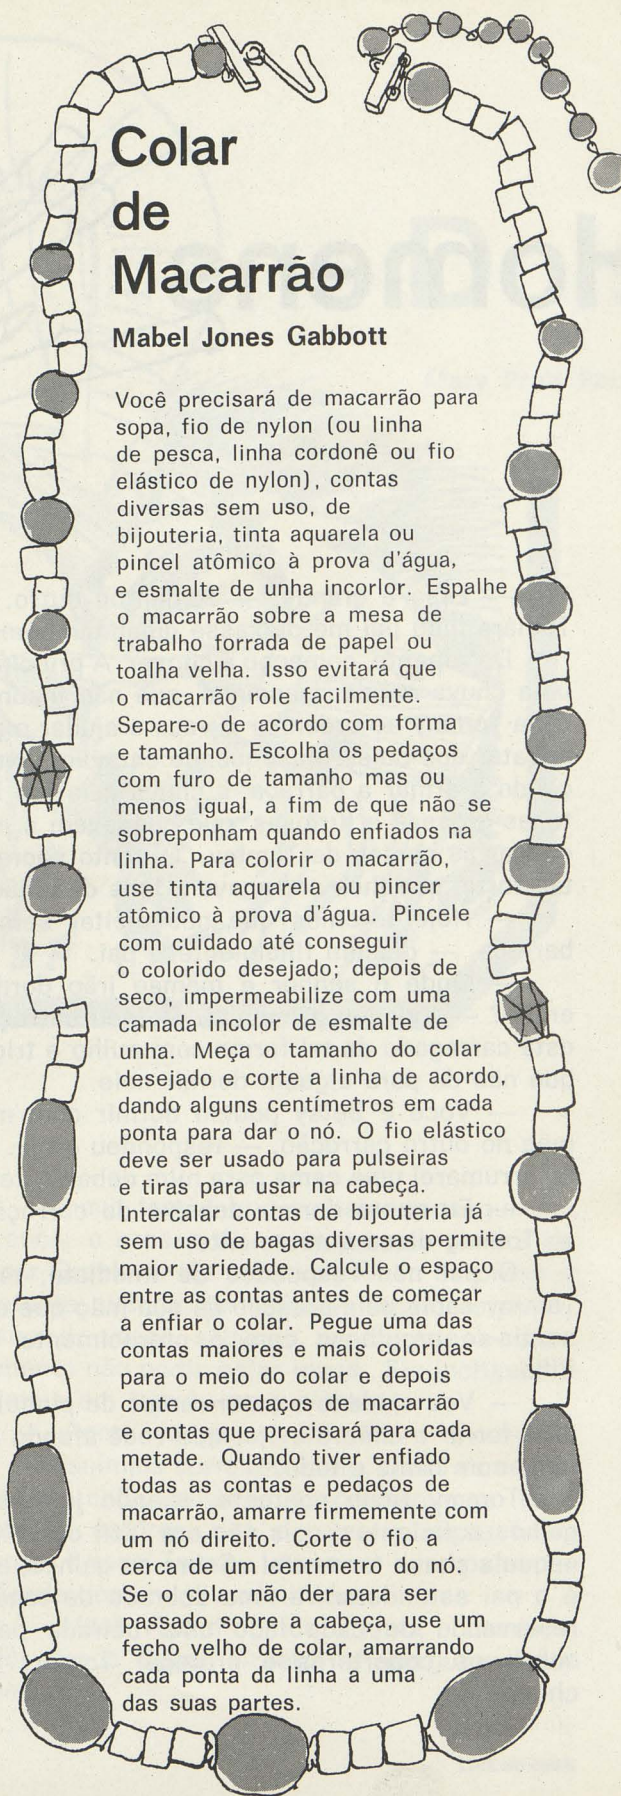 Colar
de
Macarrão
Mabel Jones Gabbott
Você precisará de macarrão para
sopa, fio de nylon (ou linha
de pesca, linha cordonê ou fio
elástico de nylon), contas
diversas sem uso, de
bijouteria, tinta aquarela ou
pincel atômico à prova d'água,
e esmalte de unha incorlor. Espalhe
o macarrão sobre a mesa de
trabalho forrada de papel ou
toalha velha. Isso evitará que
o macarrão role facilmente.
Separe-o de acordo com forma
e tamanho. Escolha os pedaços
com furo de tamanho mas ou
menos igual, a fim de que não se
sobreponham quando enfiados na
linha. Para colorir o macarrão,
use tinta aquarela ou pincer
atômico à prova d'água. Pincele
com cuidado até conseguir
o colorido desejado; depois de
seco, impermeabilize com uma
camada incolor de esmalte de
unha. Meça o tamanho do colar
desejado e corte a linha de acordo,
dando alguns centímetros em cada
ponta para dar o nó. O fio elástico
deve ser usado para pulseiras
e tiras para usar na cabeça.
Intercalar contas de bijouteria já
sem uso de bagas diversas permite
maior variedade. Calcule o espaço
entre as contas antes de começar
a enfiar o colar. Pegue uma das
contas maiores e mais coloridas
para o meio do colar e depois
conte os pedaços de macarrão
e contas que precisará para cada
metade. Quando tiver enfiado
todas as contas e pedaços de
macarrão, amarre firmemente com
um nó direito. Corte o fio a
cerca de um centímetro do nó.
Se o colar não der para ser
passado sobre a cabeça, use um
fecho velho de colar, amarrando
cada ponta da linha a uma
das suas partes.